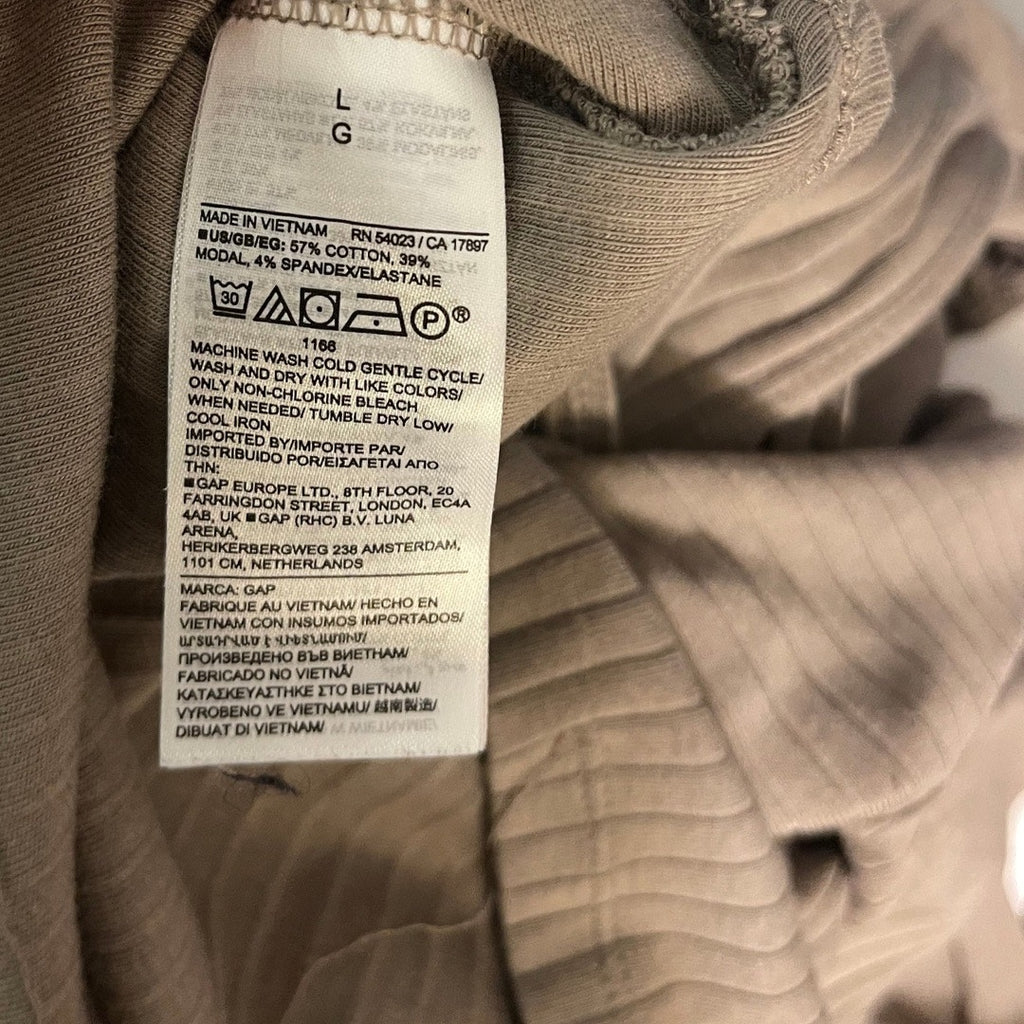 L
G
MADE IN VIETNAM RN 54023 / CA 17897
■US/GB/EG: 57% COTTON, 39%
MODAL, 4% SPANDEX/ELASTANE
30 P ®
1166
MACHINE WASH COLD GENTLE CYCLE/
WASH AND DRY WITH LIKE COLORS/
ONLY NON-CHLORINE BLEACH
WHEN NEEDED/ TUMBLE DRY LOW/
COOL IRON
IMPORTED BY/IMPORTE PAR/
DISTRIBUIDO POR/ΕΙΣΑΓΕΤΑΙ ΑΠΟ
ΤΗΝ:
■GAP EUROPE LTD., 8TH FLOOR, 20
FARRINGDON STREET, LONDON, EC4A
4AB, UK ■GAP (RHC) B.V. LUNA
ARENA,
HERIKERBERGWEG 238 AMSTERDAM,
1101 CM, NETHERLANDS
MARCA: GAP
FABRIQUE AU VIETNAM/ HECHO EN
VIETNAM CON INSUMOS IMPORTADOS/
ԱՐՏԱԴՐՎԱԾ Է ՎԻԵՏՆԱՄՈՒՄ/
ПРОИЗВЕДЕНО ВЪВ ВИЕТНАМ/
FABRICADO NO VIETNÃ/
ΚΑΤΑΣΚΕΥΑΣΤΗΚΕ ΣΤΟ ΒΙΕΤΝΑΜ/
VYROBENO VE VIETNAMU/ 越南製造/
DIBUAT DI VIETNAM/